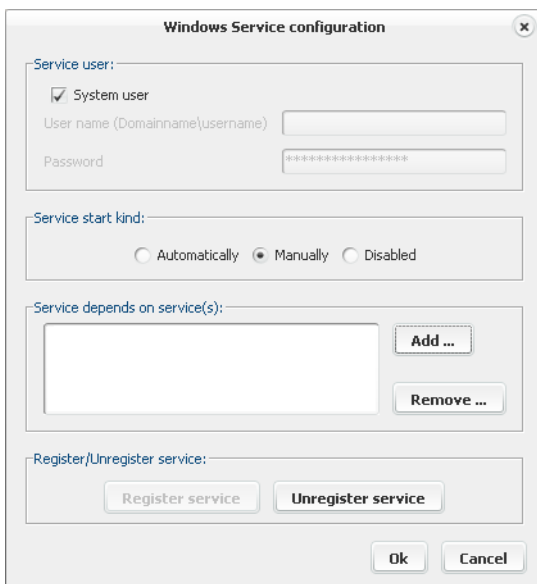 Windows Service configuration
Service user:
System user
User name (Domainname\username)
Password
****************
Service start kind:
Automatically Manually Disabled
Service depends on service(s):
Add ...
Remove ...
Register/Unregister service:
Register service Unregister service
Ok Cancel